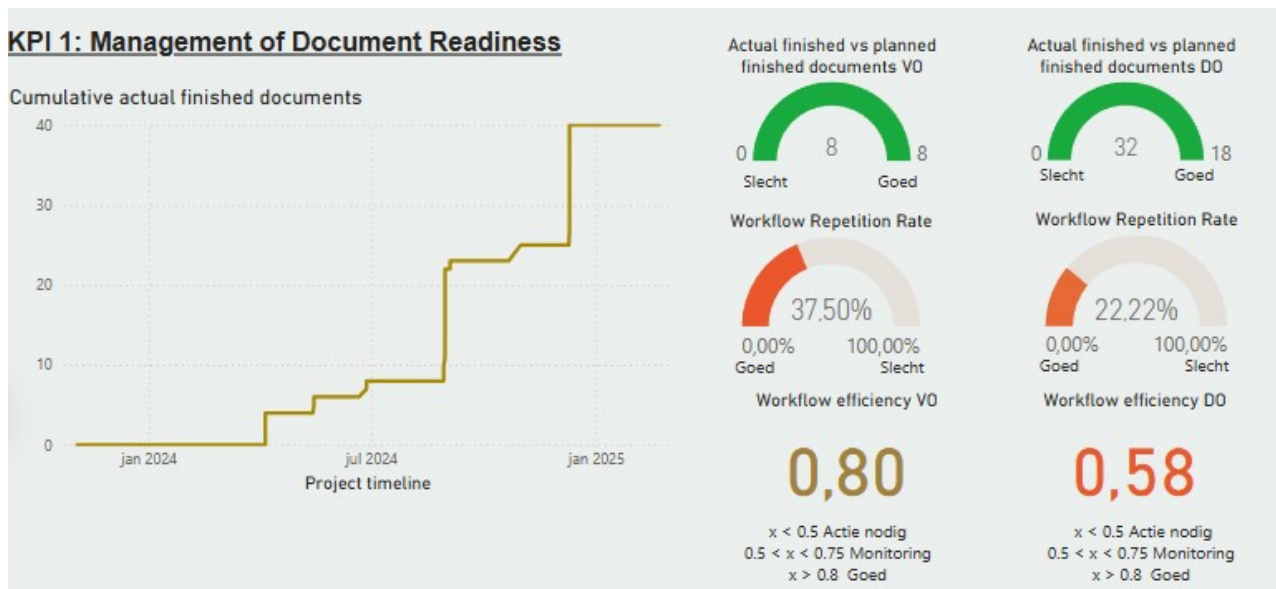 KPI 1: Management of Document Readiness
Cumulative actual finished documents
40
30
20
10
0
jan 2024
jul 2024
jan 2025
Project timeline
Actual finished vs planned
finished documents VO
0
8
8
Slecht
Goed
Workflow Repetition Rate
37,50%
0,00%
100,00%
Goed
Slecht
Workflow efficiency VO
0,80
x < 0.5 Actie nodig
0.5 < x < 0.75 Monitoring
x > 0.8 Goed
Actual finished vs planned
finished documents DO
0
32
18
Slecht
Goed
Workflow Repetition Rate
22,22%
0,00%
100,00%
Goed
Slecht
Workflow efficiency DO
0,58
x < 0.5 Actie nodig
0.5 < x < 0.75 Monitoring
x > 0.8 Goed